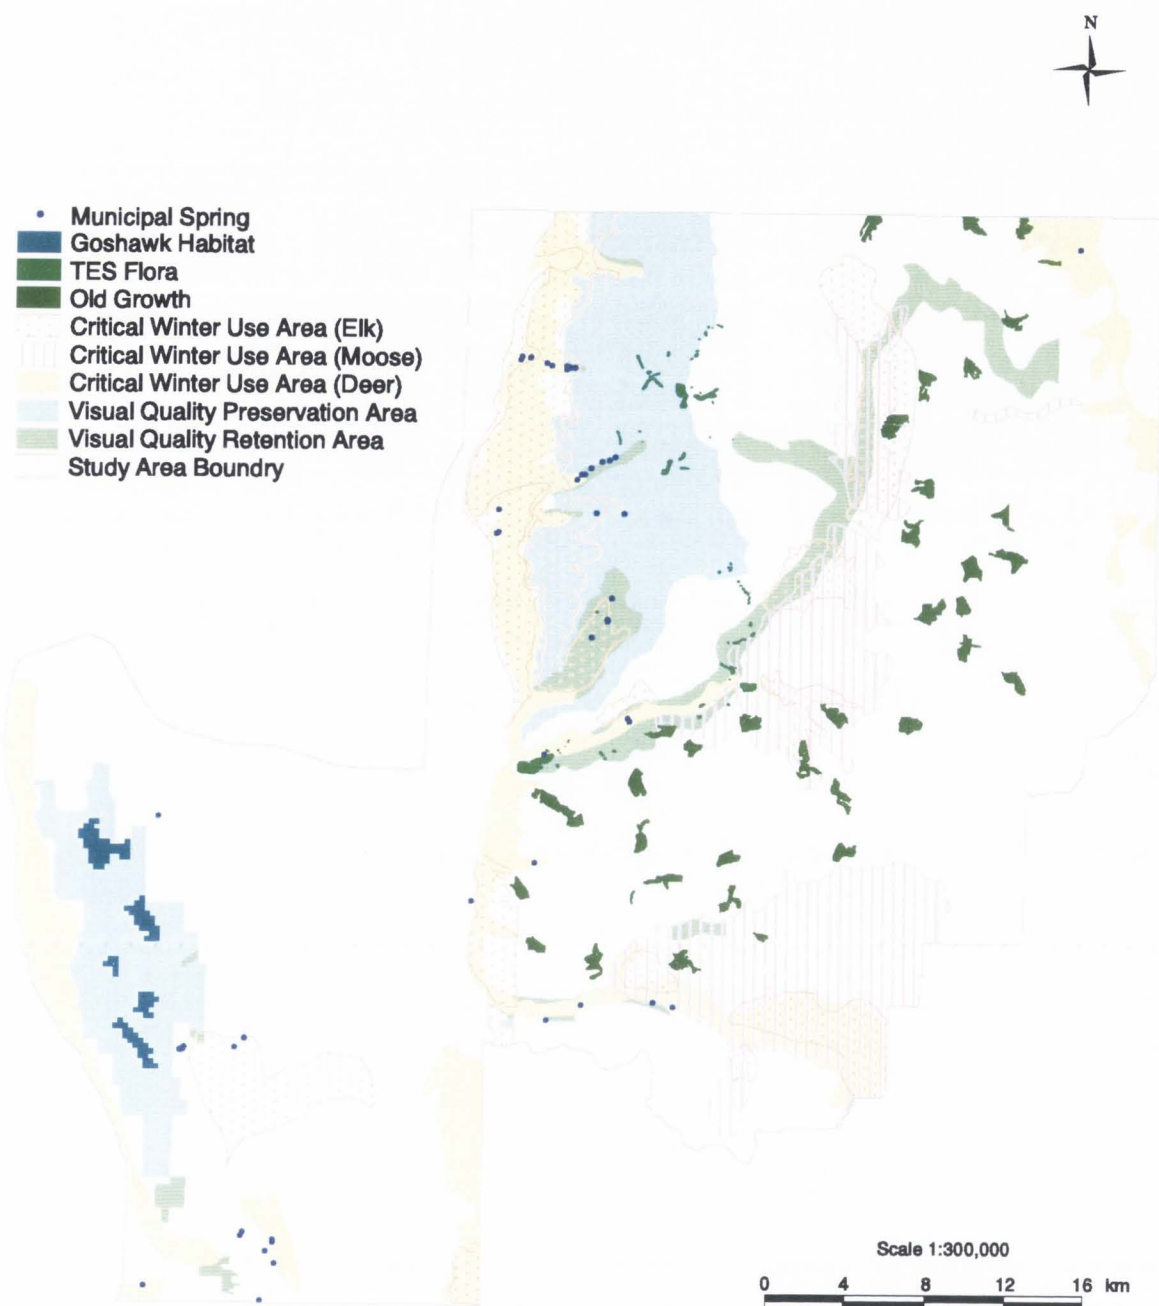 N
Municipal Spring
Goshawk Habitat
TES Flora
Old Growth
Critical Winter Use Area (Elk)
Critical Winter Use Area (Moose)
Critical Winter Use Area (Deer)
Visual Quality Preservation Area
Visual Quality Retention Area
Study Area Boundry
Scale 1:300,000
0 4 8 12 16 km